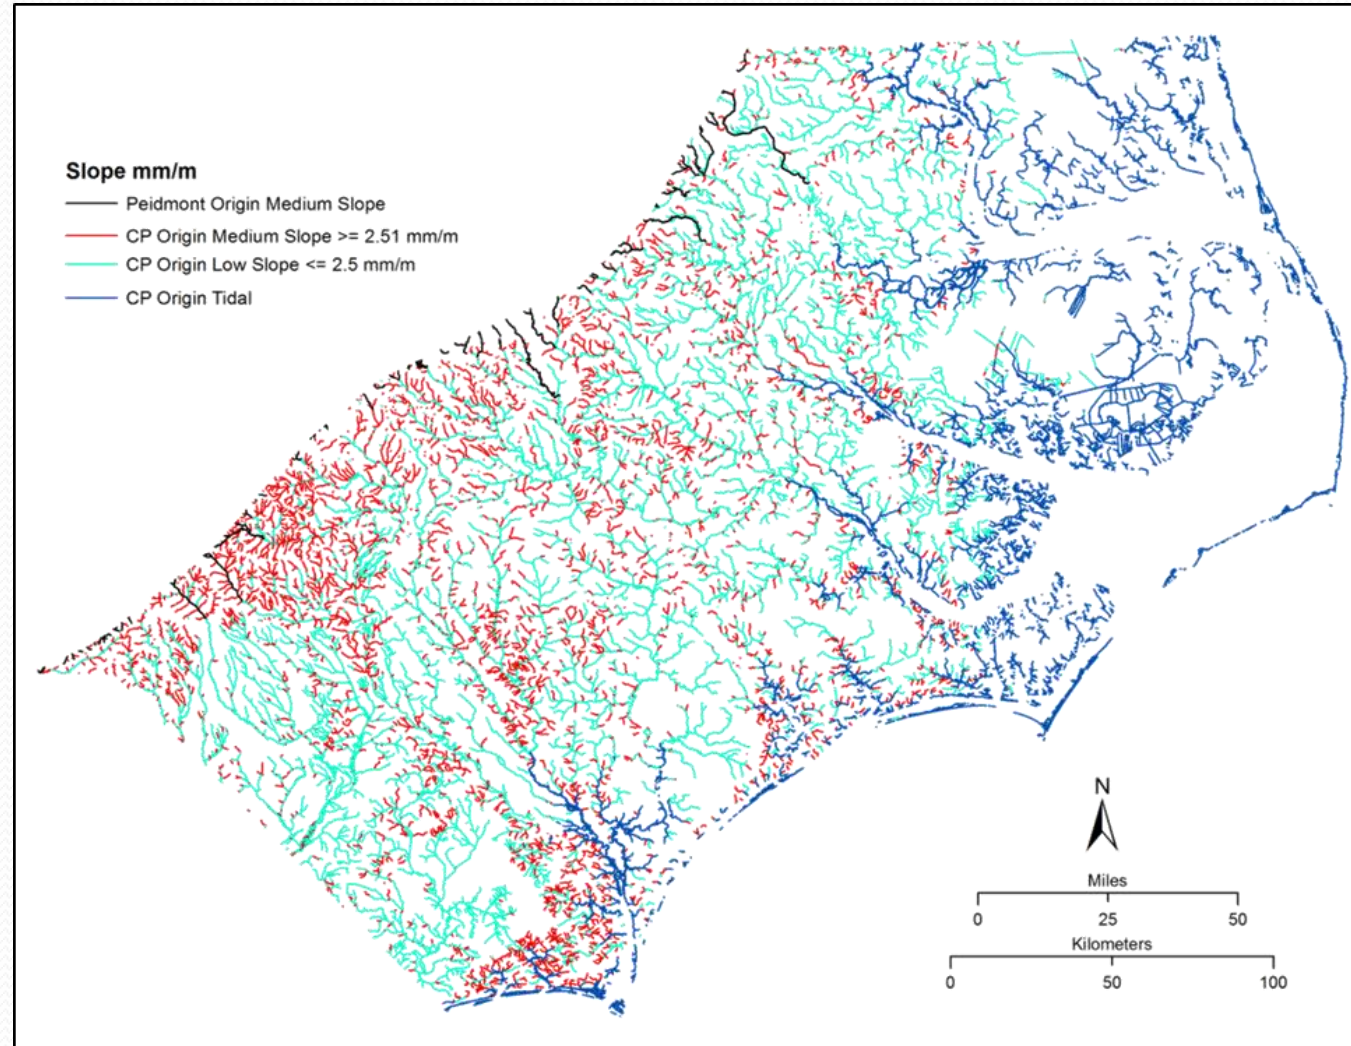 Slope mm/m
Peidmont Origin Medium Slope
CP Origin Medium Slope >= 2.51 mm/m
CP Origin Low Slope <= 2.5 mm/m
CP Origin Tidal
N
Miles
0 25 50
Kilometers
0 50 100